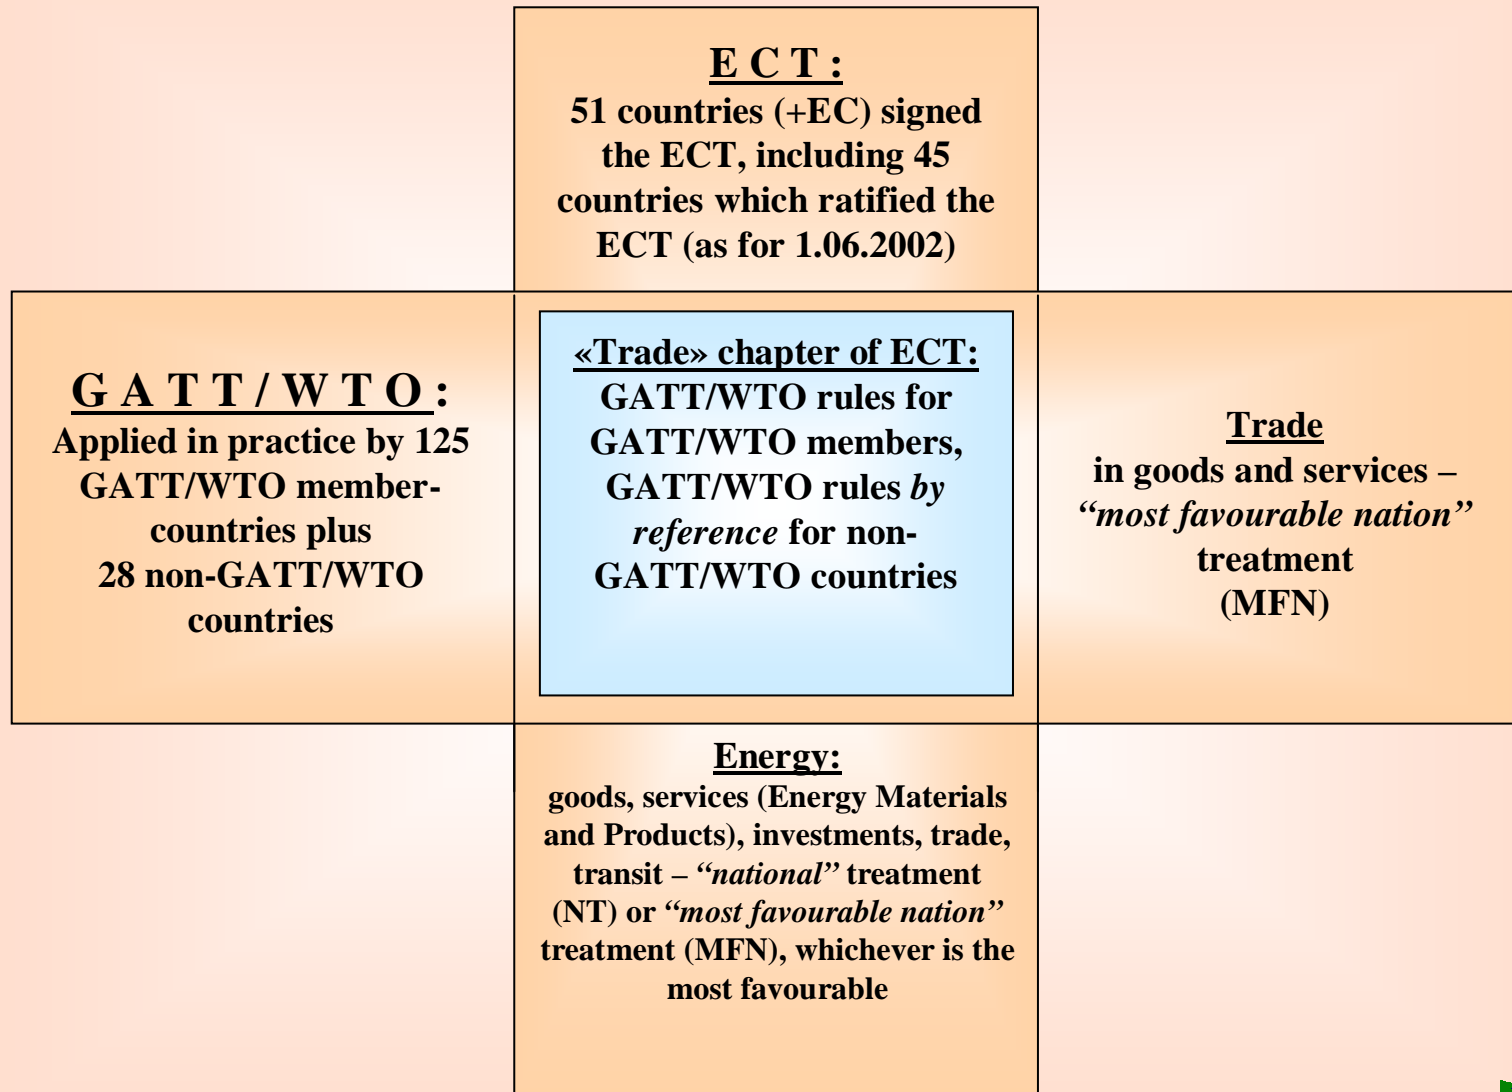 E C T :
51 countries (+EC) signed
the ECT, including 45
countries which ratified the
ECT (as for 1.06.2002)
G A T T / W T O :
Applied in practice by 125
GATT/WTO member-
countries plus
28 non-GATT/WTO
countries
«Trade» chapter of ECT:
GATT/WTO rules for
GATT/WTO members,
GATT/WTO rules by
reference for non-
GATT/WTO countries
Trade
in goods and services –
“most favourable nation”
treatment
(MFN)
Energy:
goods, services (Energy Materials
and Products), investments, trade,
transit – “national” treatment
(NT) or “most favourable nation”
treatment (MFN), whichever is the
most favourable